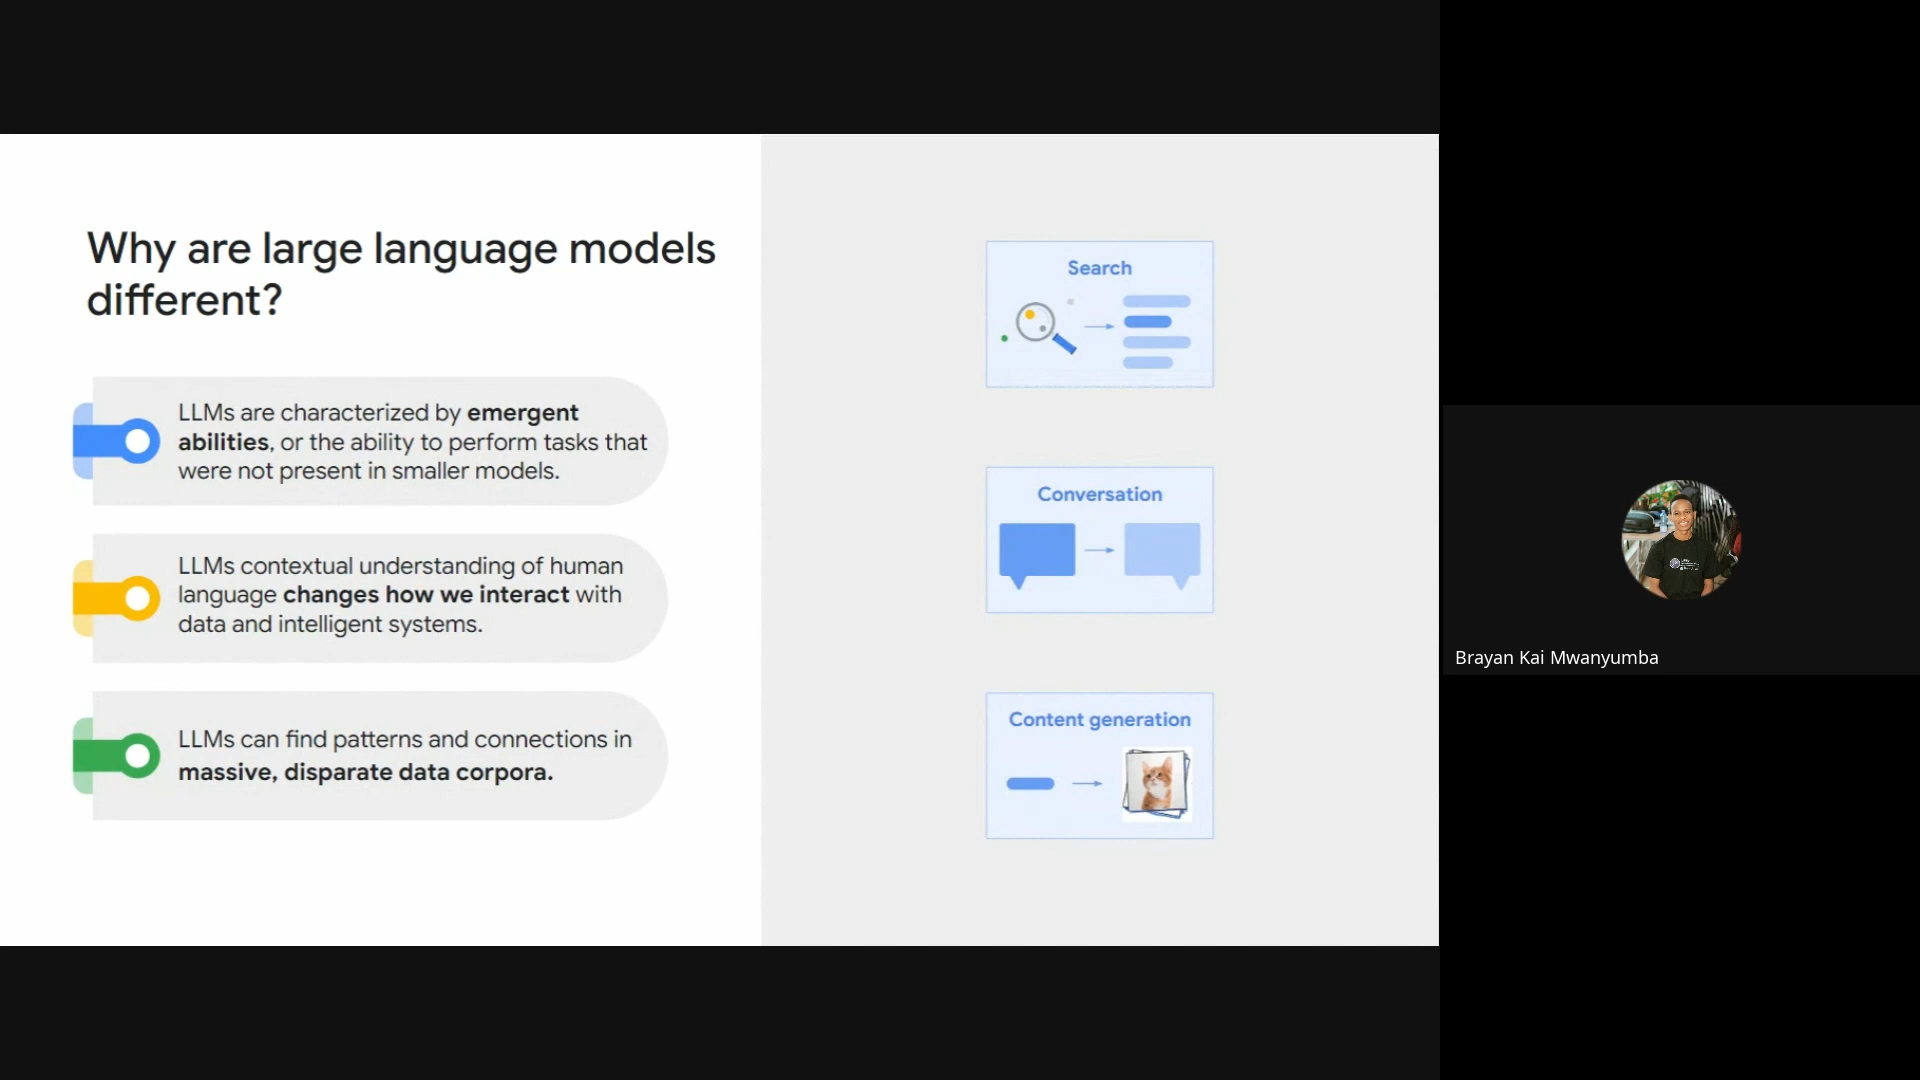 Why are large language models
different?
LLMs are characterized by emergent
abilities, or the ability to perform tasks that
were not present in smaller models.
LLMs contextual understanding of human
language changes how we interact with
data and intelligent systems.
LLMs can find patterns and connections in
massive, disparate data corpora.
Search
Conversation
Content generation
Brayan Kai Mwanyumba